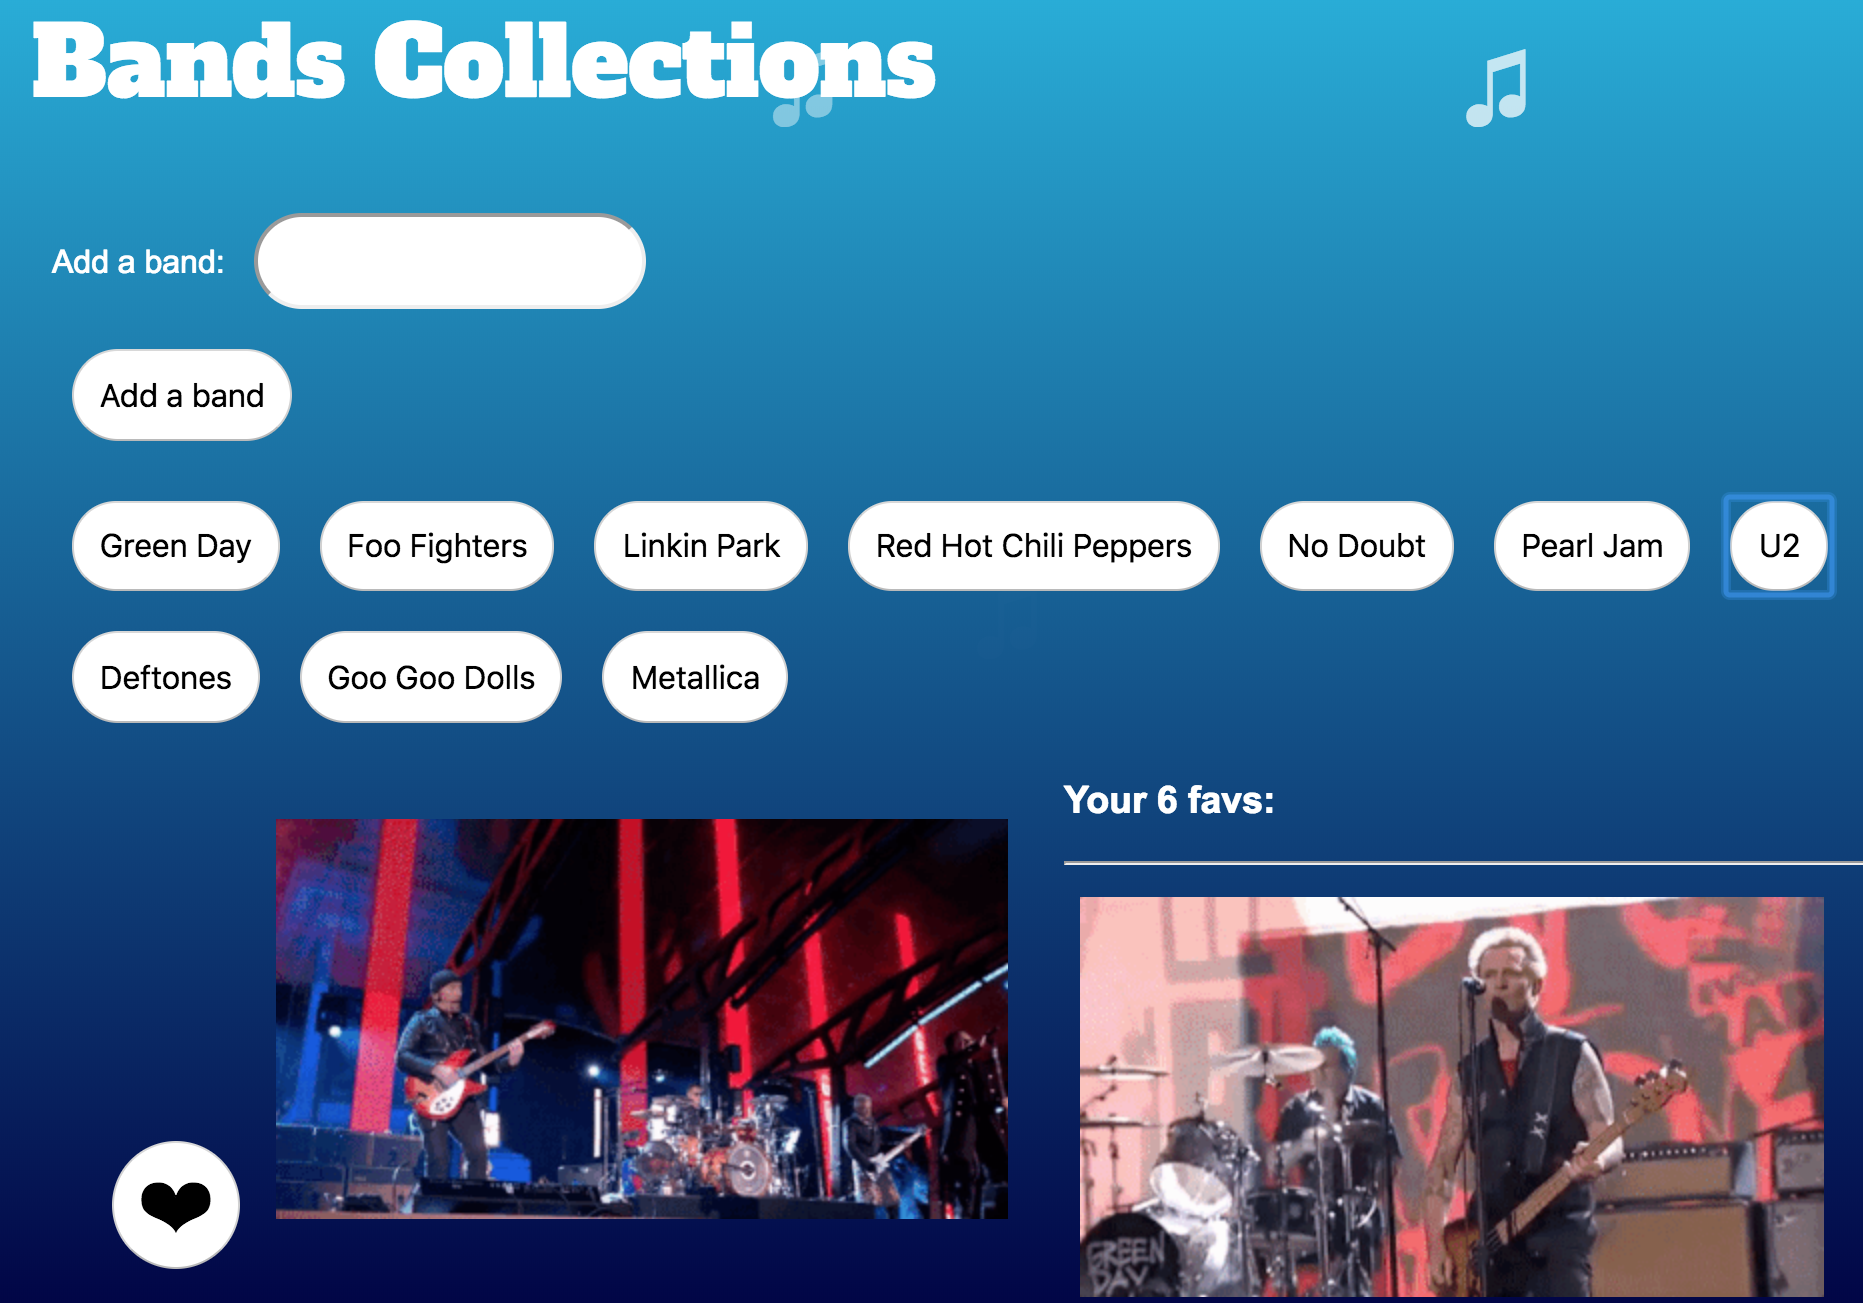 Bands Collections
Add a band:
Add a band
Green Day Foo Fighters Linkin Park Red Hot Chili Peppers No Doubt Pearl Jam U2
Deftones Goo Goo Dolls Metallica
Your 6 favs:
GREEN
DAY